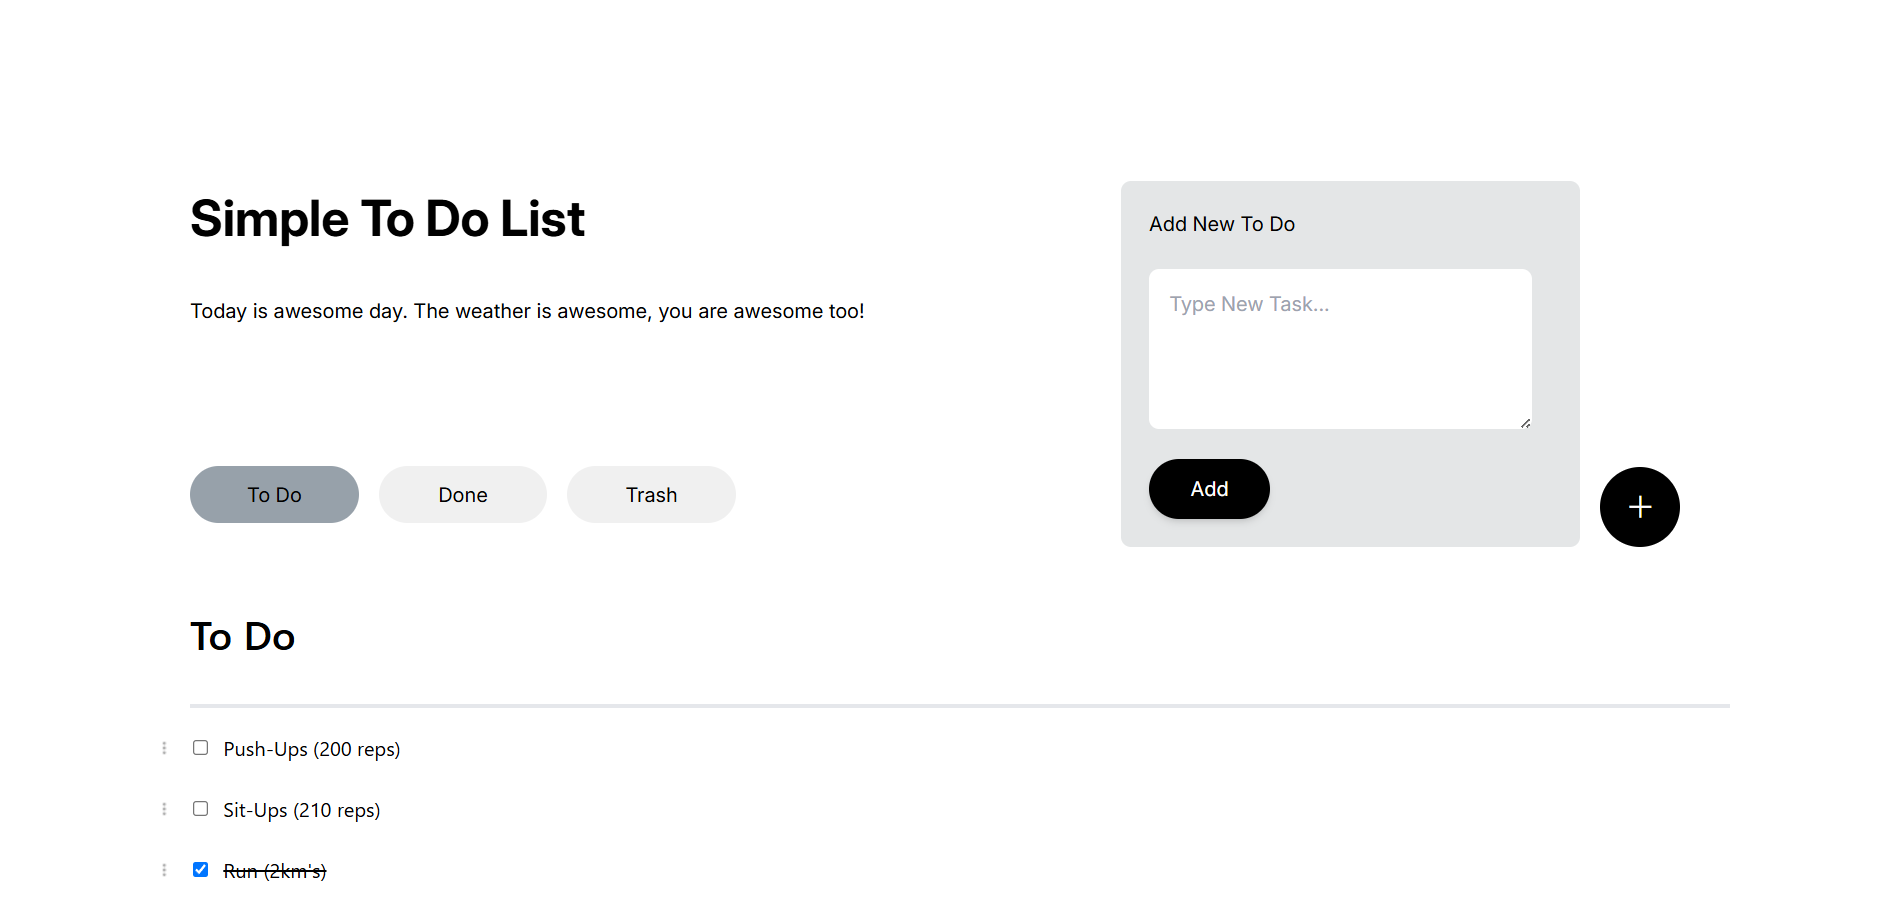 Simple To Do List
Today is awesome day. The weather is awesome, you are awesome too!
To Do
Done
Trash
Add New To Do
Type New Task...
Add
To Do
Push-Ups (200 reps)
Sit-Ups (210 reps)
Run (2km's)